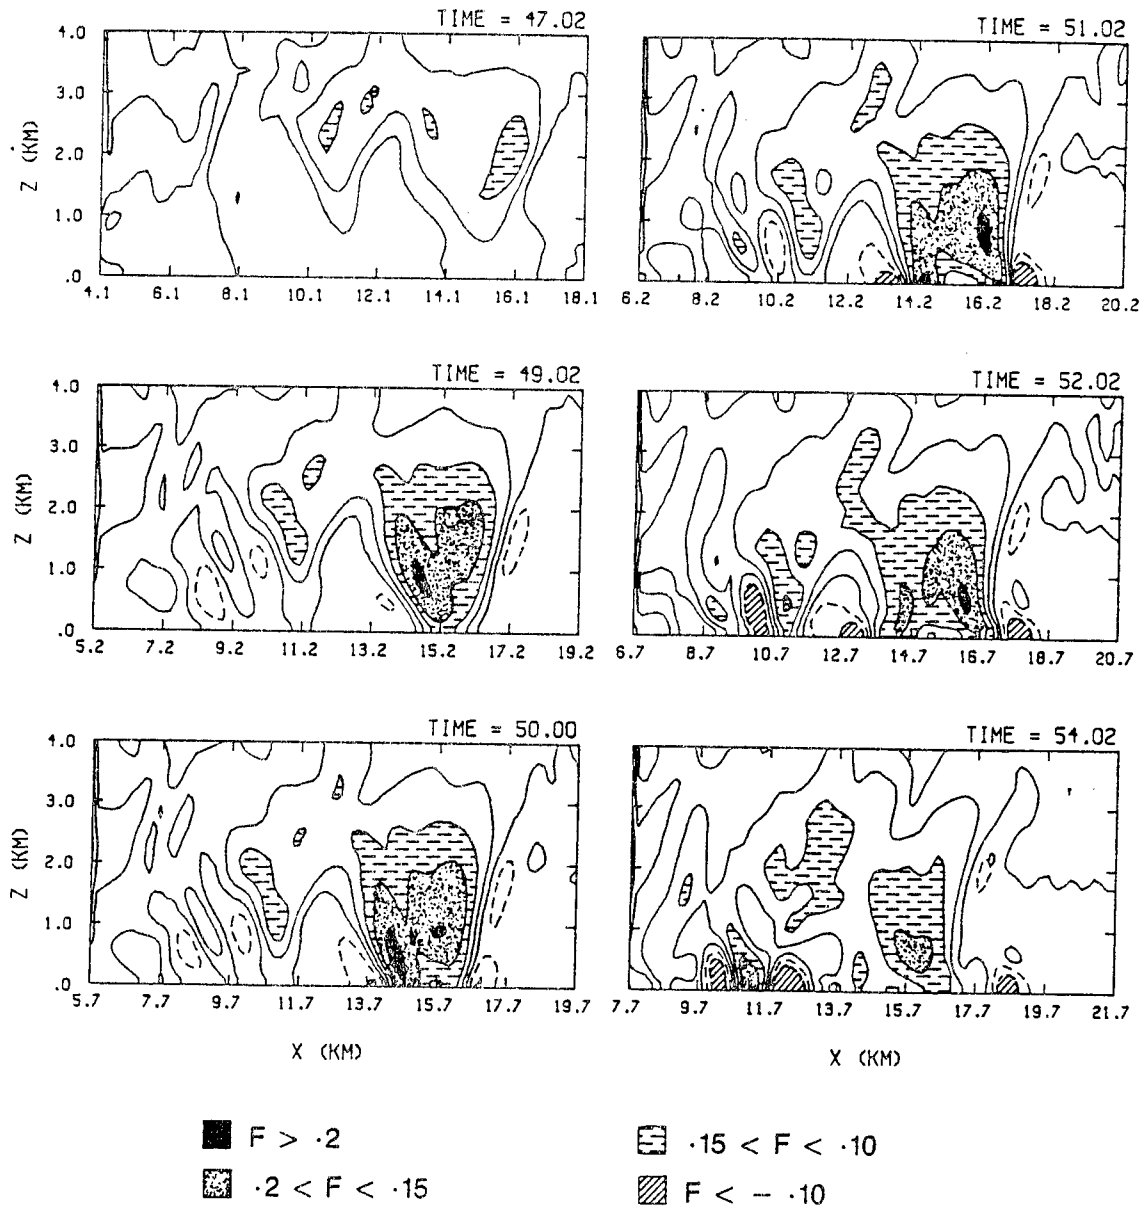 TIME = 47.02
4.0
3.0
2.0
1.0
.0
Z (KM)
4.1 6.1 8.1 10.1 12.1 14.1 16.1 18.1
TIME = 51.02
6.2 8.2 10.2 12.2 14.2 16.2 18.2 20.2
TIME = 49.02
4.0
3.0
2.0
1.0
.0
Z (KM)
5.2 7.2 9.2 11.2 13.2 15.2 17.2 19.2
TIME = 52.02
6.7 8.7 10.7 12.7 14.7 16.7 18.7 20.7
TIME = 50.00
4.0
3.0
2.0
1.0
.0
Z (KM)
5.7 7.7 9.7 11.7 13.7 15.7 17.7 19.7
X (KM)
TIME = 54.02
7.7 9.7 11.7 13.7 15.7 17.7 19.7 21.7
X (KM)
F > .2
.2 < F < .15
.15 < F < .10
F < - .10